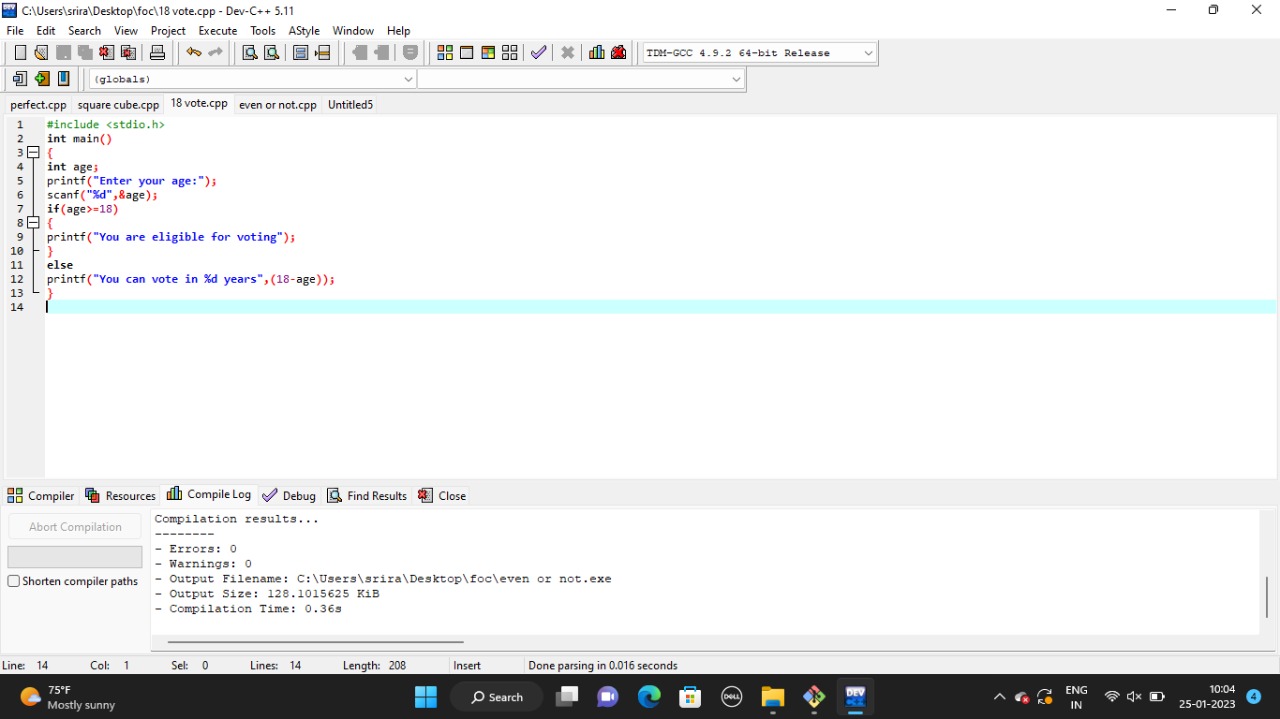 C:\Users\srira\Desktop\foc\18 vote.cpp - Dev-C++ 5.11
File Edit Search View Project Execute Tools AStyle Window Help
TDM-GCC 4.9.2 64-bit Release
(globals)
perfect.cpp square cube.cpp 18 vote.cpp even or not.cpp Untitled5
1 #include <stdio.h>
2 int main()
3 {
4 int age;
5 printf("Enter your age:");
6 scanf("%d",&age);
7 if(age>=18)
8 {
9 printf("You are eligible for voting");
10 }
11 else
12 printf("You can vote in %d years",(18-age));
13 }
14
Compiler Resources Compile Log Debug Find Results Close
Abort Compilation
Shorten compiler paths
Compilation results...
--------
- Errors: 0
- Warnings: 0
- Output Filename: C:\Users\srira\Desktop\foc\even or not.exe
- Output Size: 128.1015625 KiB
- Compilation Time: 0.36s
Line: 14 Col: 1 Sel: 0 Lines: 14 Length: 208 Insert Done parsing in 0.016 seconds
75°F
Mostly sunny
Search
DELL
DEV
ENG
IN
10:04
25-01-2023
4